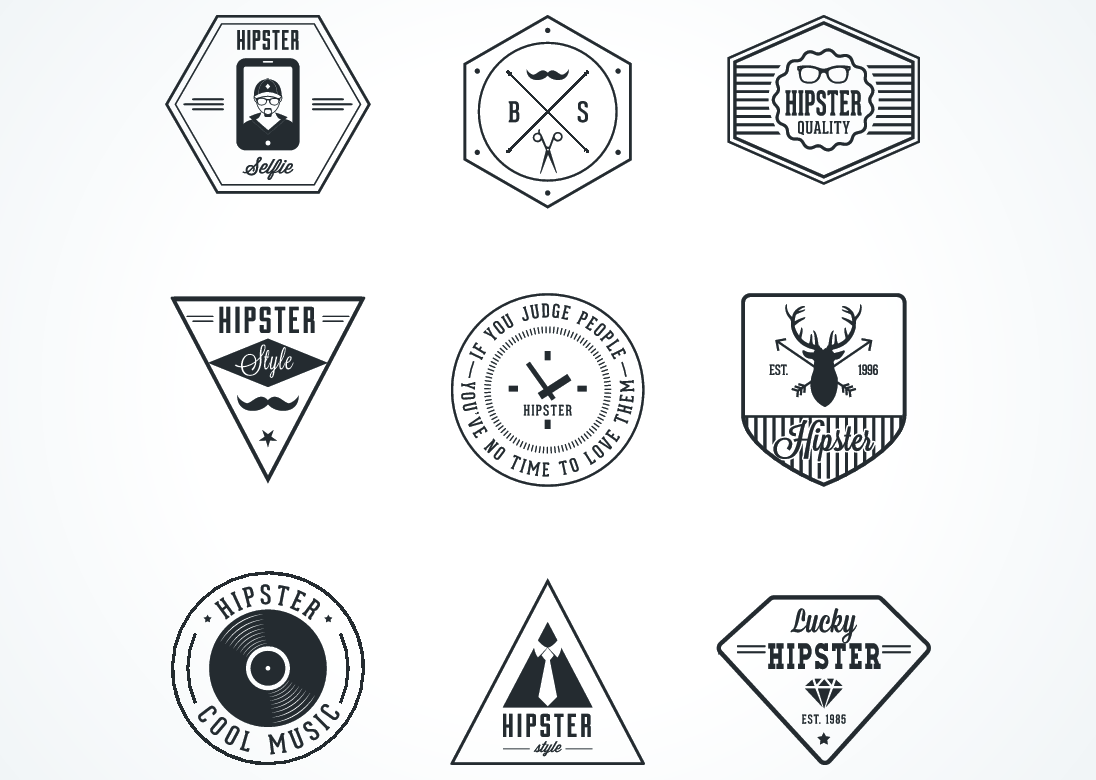 HIPSTER
Selfie
B S
HIPSTER
QUALITY
HIPSTER
Style
IF YOU JUDGE PEOPLE
YOU'VE NO TIME TO LOVE THEM
HIPSTER
EST. 1996
Hipster
HIPSTER
COOL MUSIC
HIPSTER
style
Lucky
HIPSTER
EST. 1985